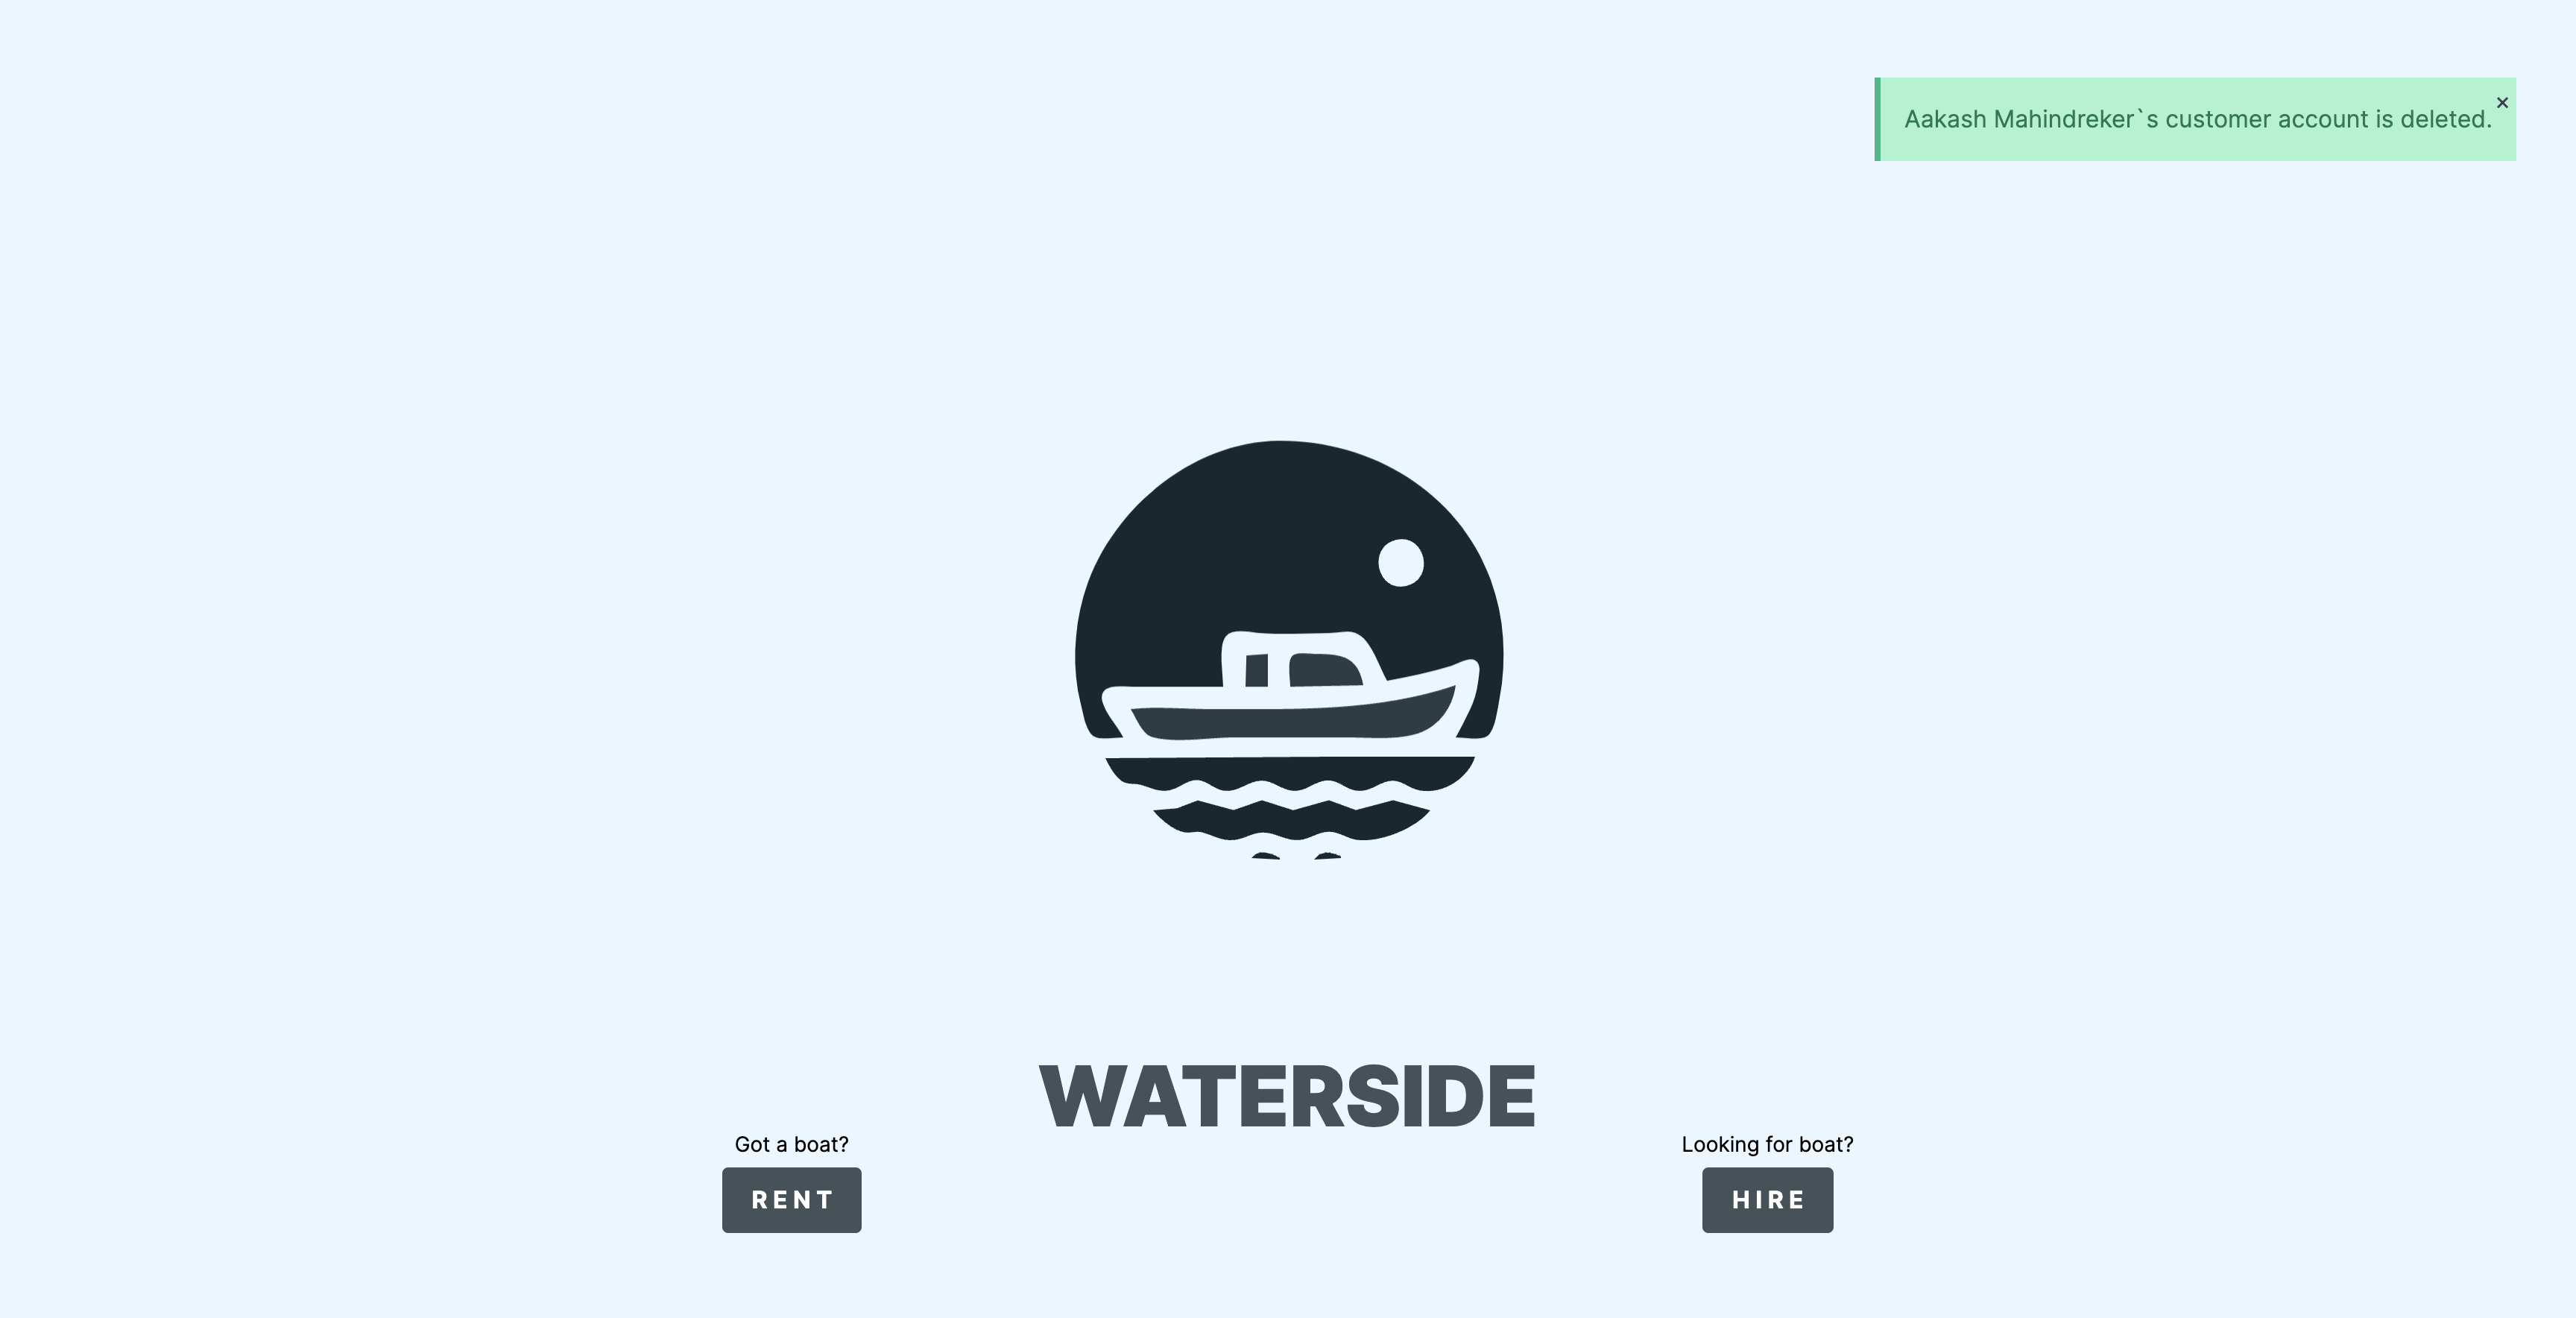 Aakash Mahindreker`s customer account is deleted.
×
WATERSIDE
Got a boat?
RENT
Looking for boat?
HIRE